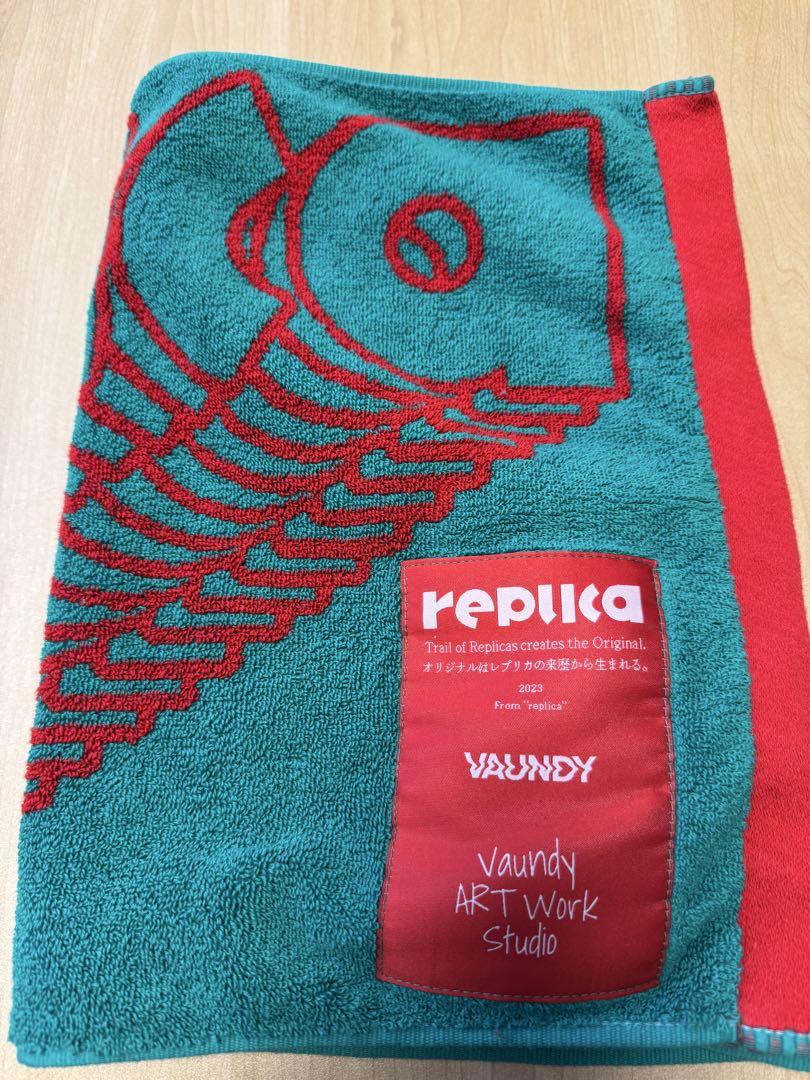 replica
Trail of Replicas creates the Original.
オリジナルはレプリカの来歴から生まれる。
2023
From "replica"
VAUNDY
Vaundy
ART Work
Studio